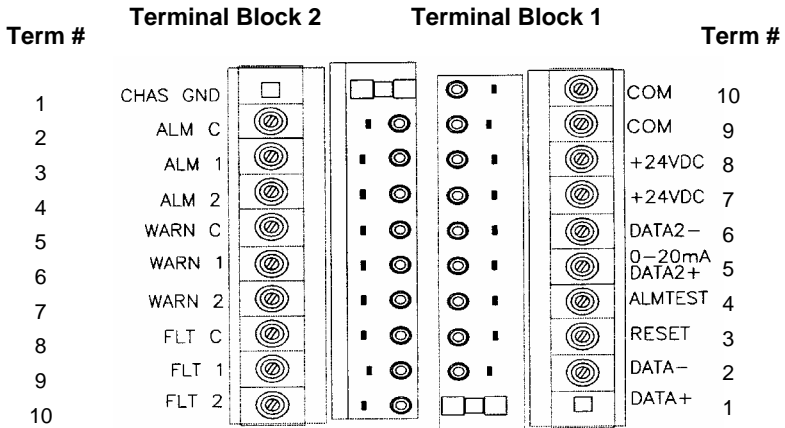 Terminal Block 2
Terminal Block 1
Term #
Term #
1 CHAS GND
2 ALM C
3 ALM 1
4 ALM 2
5 WARN C
6 WARN 1
7 WARN 2
8 FLT C
9 FLT 1
10 FLT 2
COM 10
COM 9
+24VDC 8
+24VDC 7
DATA2- 6
0-20mA
DATA2+ 5
ALMTEST 4
RESET 3
DATA- 2
DATA+ 1